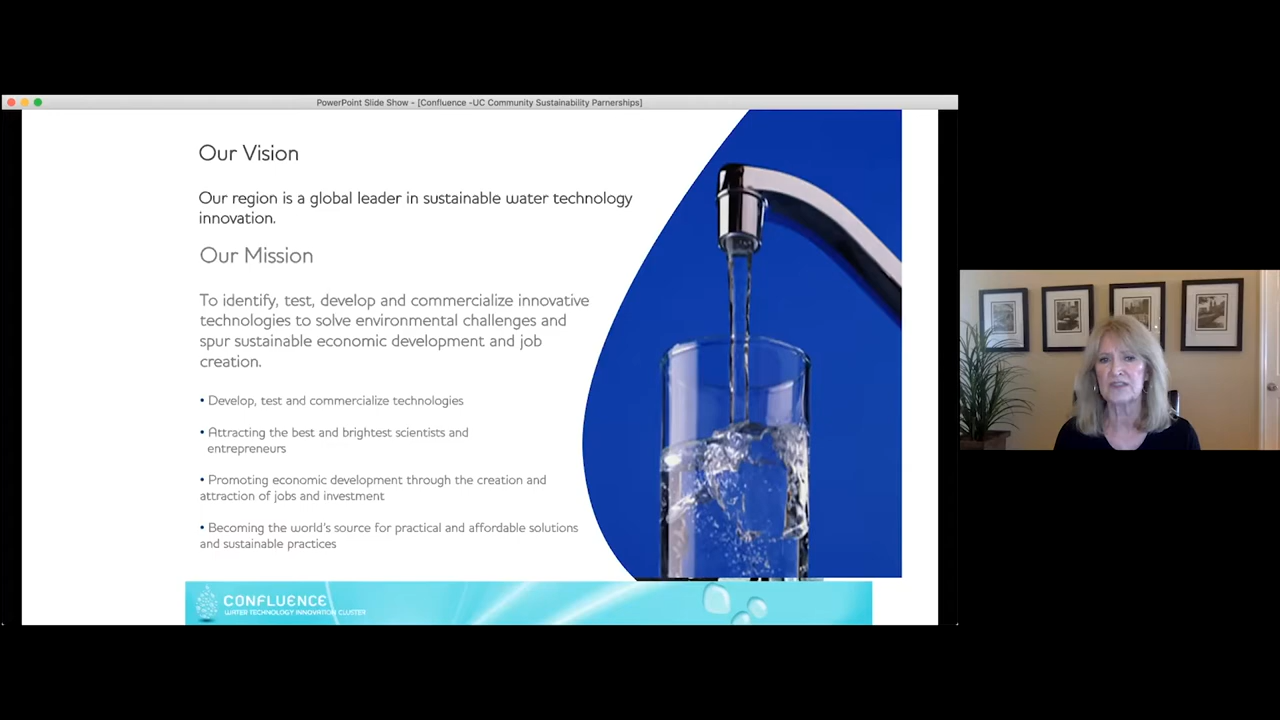 PowerPoint Slide Show - [Confluence -UC Community Sustainability Parnerships]
Our Vision
Our region is a global leader in sustainable water technology
innovation.
Our Mission
To identify, test, develop and commercialize innovative
technologies to solve environmental challenges and
spur sustainable economic development and job
creation.
• Develop, test and commercialize technologies
• Attracting the best and brightest scientists and
entrepreneurs
• Promoting economic development through the creation and
attraction of jobs and investment
• Becoming the world's source for practical and affordable solutions
and sustainable practices
CONFLUENCE
WATER TECHNOLOGY INNOVATION CLUSTER